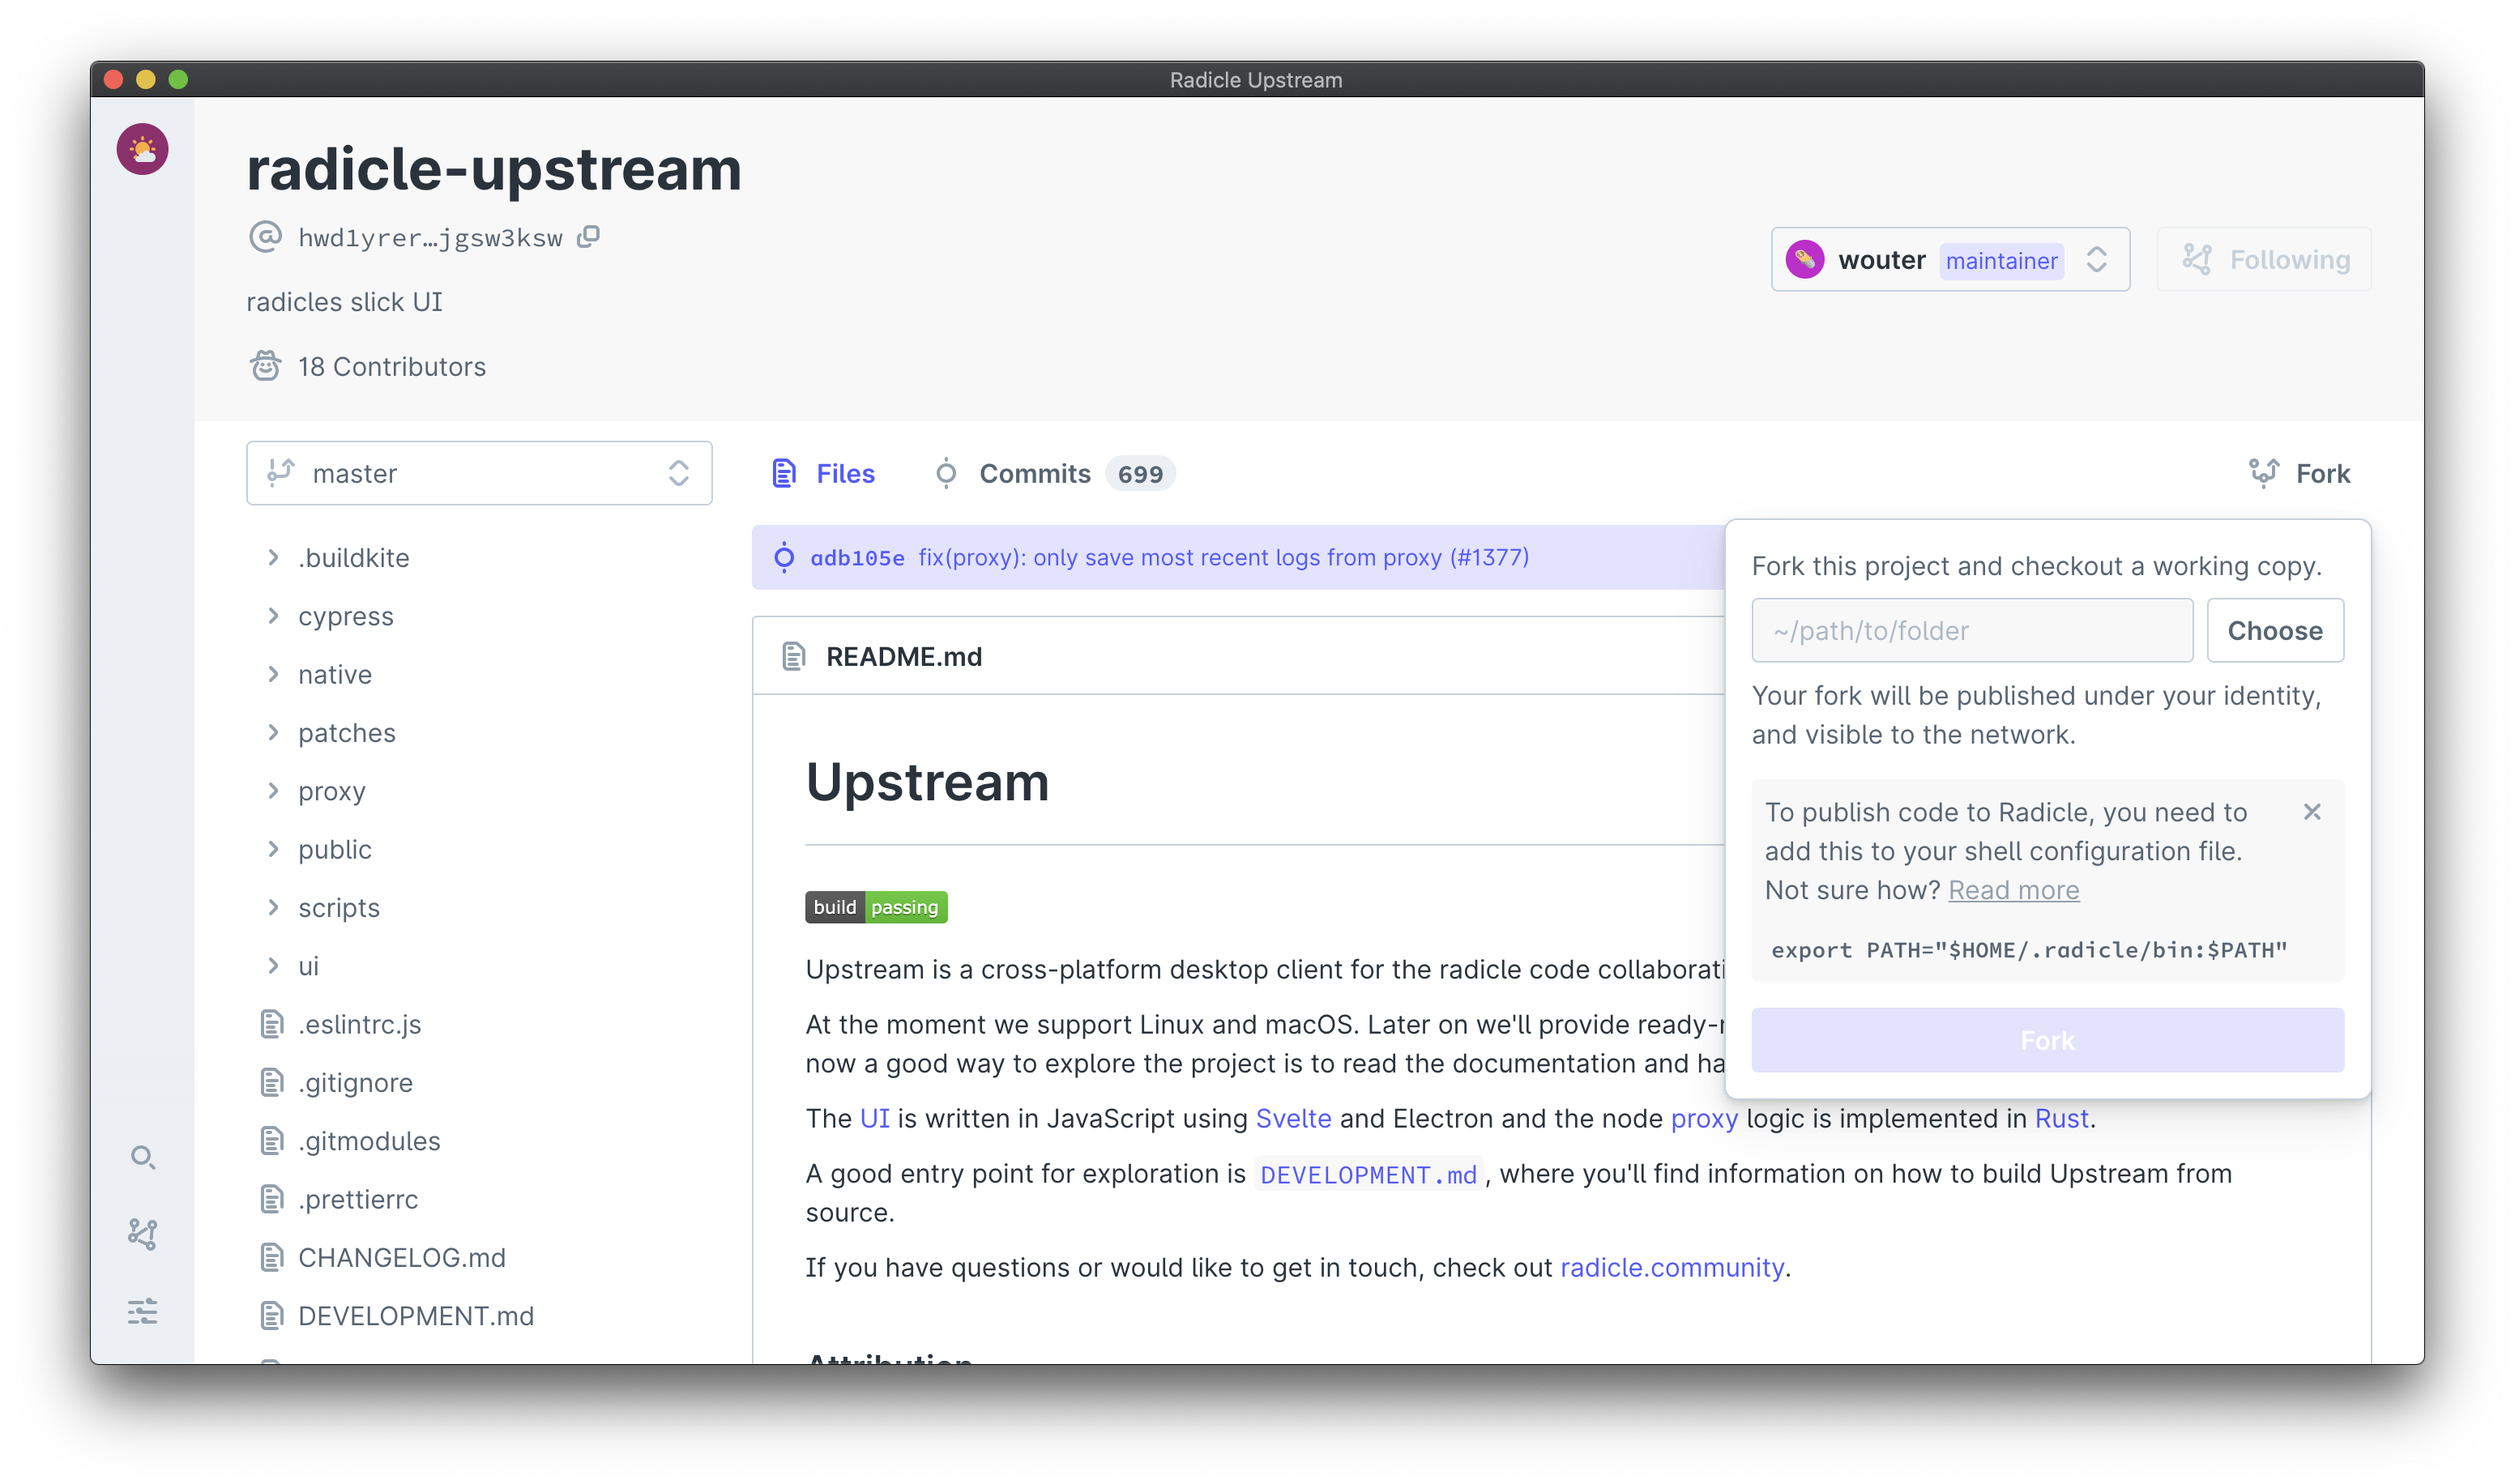 Radicle Upstream
radicle-upstream
hwd1yrer…jgsw3ksw
radicles slick UI
18 Contributors
wouter maintainer
Following
master
Files
Commits 699
Fork
.buildkite
cypress
native
patches
proxy
public
scripts
ui
.eslintrc.js
.gitignore
.gitmodules
.prettierrc
CHANGELOG.md
DEVELOPMENT.md
adb105e fix(proxy): only save most recent logs from proxy (#1377)
README.md
Upstream
build passing
Upstream is a cross-platform desktop client for the radicle code collaborati
At the moment we support Linux and macOS. Later on we'll provide ready-
now a good way to explore the project is to read the documentation and ha
The UI is written in JavaScript using Svelte and Electron and the node proxy logic is implemented in Rust.
A good entry point for exploration is DEVELOPMENT.md, where you'll find information on how to build Upstream from
source.
If you have questions or would like to get in touch, check out radicle.community.
Attribution
Fork this project and checkout a working copy.
~/path/to/folder
Choose
Your fork will be published under your identity,
and visible to the network.
To publish code to Radicle, you need to
add this to your shell configuration file.
Not sure how? Read more
export PATH="$HOME/.radicle/bin:$PATH"
Fork